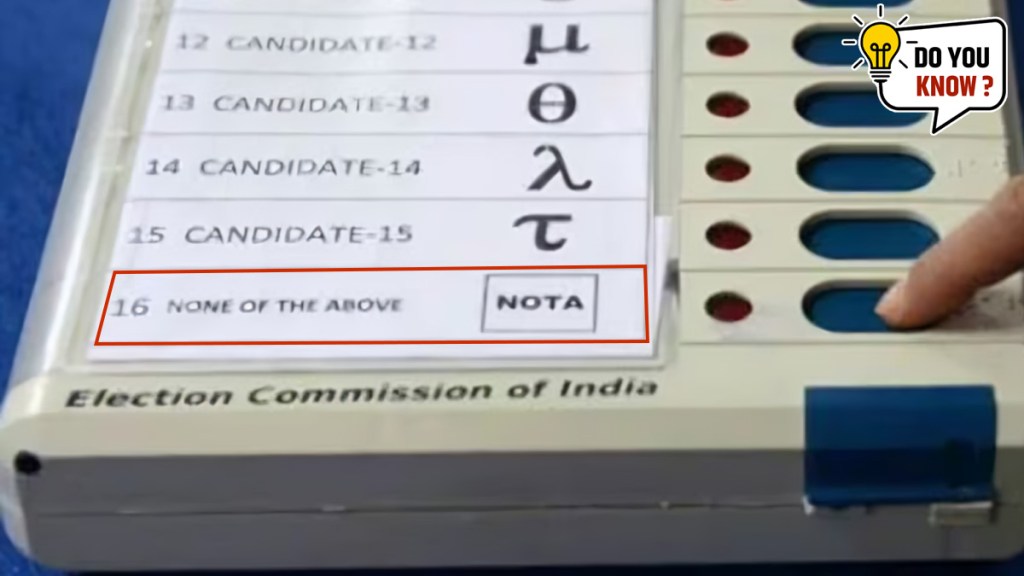 12 CANDIDATE-12 μ
13 CANDIDATE-13 θ
14 CANDIDATE-14 λ
15 CANDIDATE-15 τ
16 NONE OF THE ABOVE NOTA
Election Commission of India
DO YOU
KNOW ?